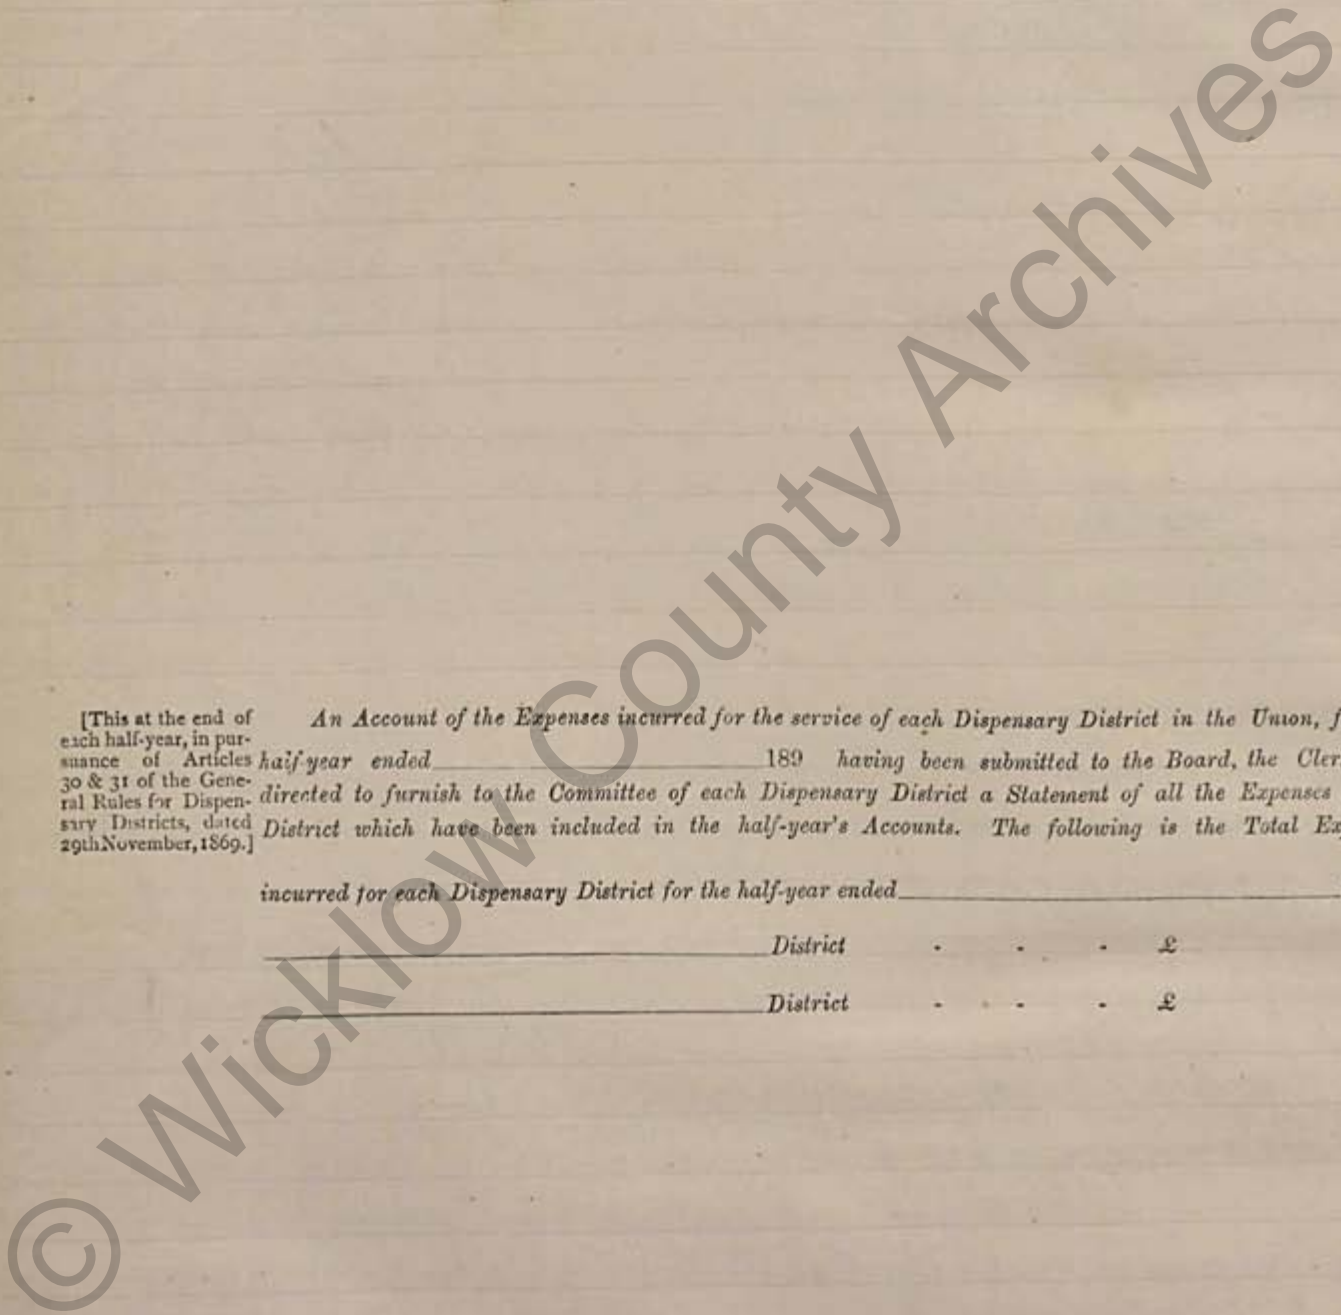 [This at the end of
each half-year, in pur-
suance of Articles
30 & 31 of the Gene-
ral Rules for Dispen-
sary Districts, dated
29thNovember, 1869.]
An Account of the Expenses incurred for the service of each Dispensary District in the Union, f
half-year ended 189 having been submitted to the Board, the Cler
directed to furnish to the Committee of each Dispensary District a Statement of all the Expenses
District which have been included in the half-year's Accounts. The following is the Total Ex
incurred for each Dispensary District for the half-year ended
District - - - £
District - - - £
© Wicklow County Archives